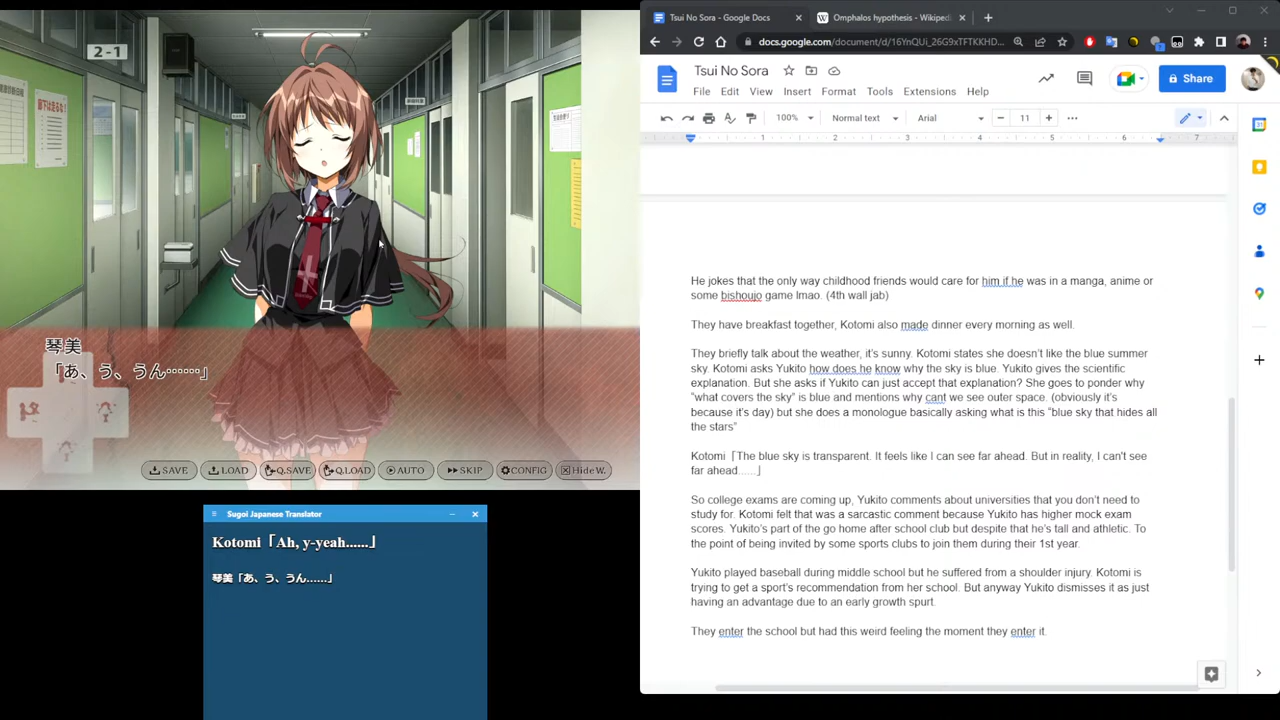 2-1
廊下は走るな!
琴美
「あ、う、うん……」
SAVE
LOAD
Q.SAVE
Q.LOAD
AUTO
SKIP
CONFIG
Hide W.
Sugoi Japanese Translator
Kotomi「Ah, y-yeah......」
琴美「あ、う、うん……」
Tsui No Sora - Google Docs
Omphalos hypothesis - Wikiped
docs.google.com/document/d/16YnQUi_26G9xTFTKKHD...
Tsui No Sora
Share
File Edit View Insert Format Tools Extensions Help
100% Normal text Arial 11
1 2 3 4 5 6 7
He jokes that the only way childhood friends would care for him if he was in a manga, anime or
some bishoujo game lmao. (4th wall jab)
They have breakfast together, Kotomi also made dinner every morning as well.
They briefly talk about the weather, it's sunny. Kotomi states she doesn't like the blue summer
sky. Kotomi asks Yukito how does he know why the sky is blue. Yukito gives the scientific
explanation. But she asks if Yukito can just accept that explanation? She goes to ponder why
"what covers the sky" is blue and mentions why cant we see outer space. (obviously it's
because it's day) but she does a monologue basically asking what is this "blue sky that hides all
the stars"
Kotomi「The blue sky is transparent. It feels like I can see far ahead. But in reality, I can't see
far ahead......」
So college exams are coming up, Yukito comments about universities that you don't need to
study for. Kotomi felt that was a sarcastic comment because Yukito has higher mock exam
scores. Yukito's part of the go home after school club but despite that he's tall and athletic. To
the point of being invited by some sports clubs to join them during their 1st year.
Yukito played baseball during middle school but he suffered from a shoulder injury. Kotomi is
trying to get a sport's recommendation from her school. But anyway Yukito dismisses it as just
having an advantage due to an early growth spurt.
They enter the school but had this weird feeling the moment they enter it.